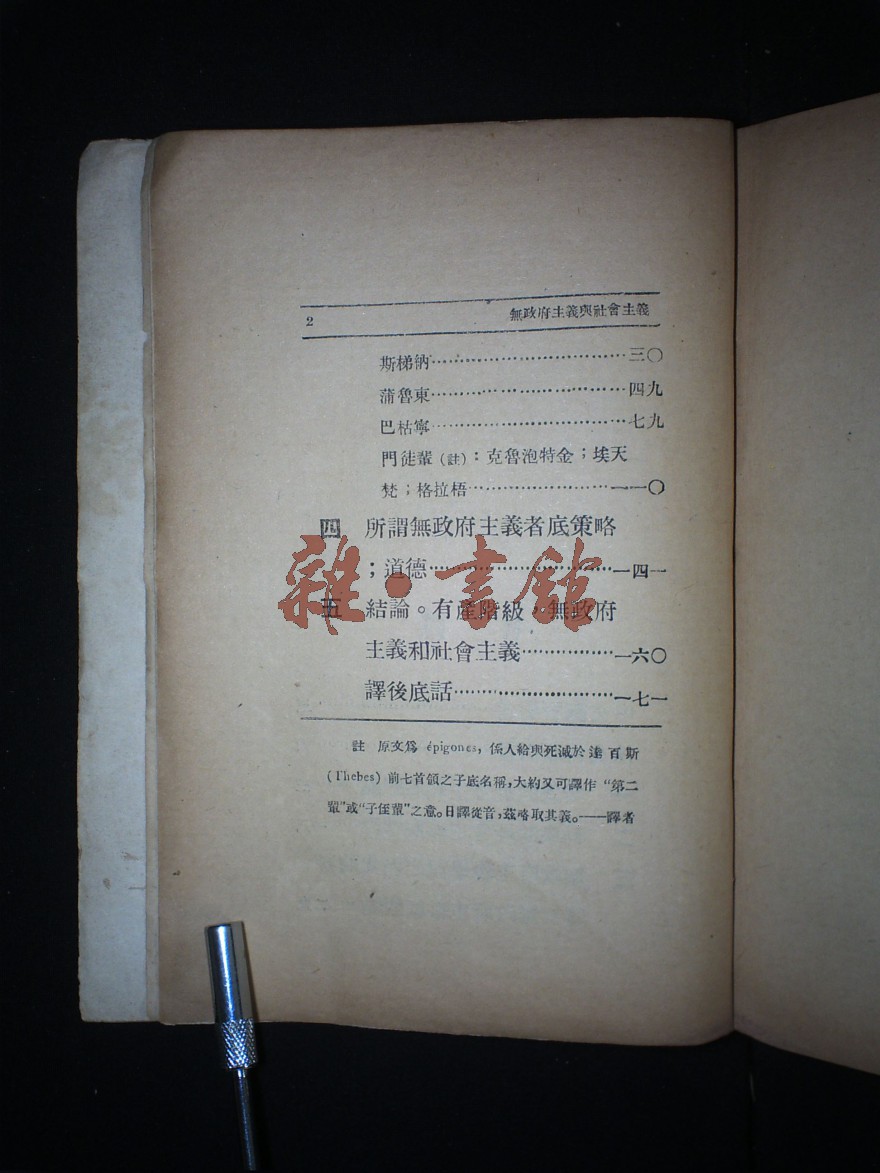 2 無政府主義與社會主義
斯梯納……………………………三〇
蒲魯東……………………………四九
巴枯寧……………………………七九
門徒輩(註)：克魯泡特金；埃天
梵；格拉梧……………………一一〇
四 所謂無政府主義者底策略
；道德……………………………一四一
五 結論。有產階級，無政府
主義和社會主義……………一六〇
譯後底話………………………一七一
註 原文爲 épigones，係人給與死滅於達百斯
(Thebes) 前七首領之子底名稱，大約又可譯作 “第二
輩”或“子侄輩”之意。日譯從音，茲略取其義。——譯者
雜·書館